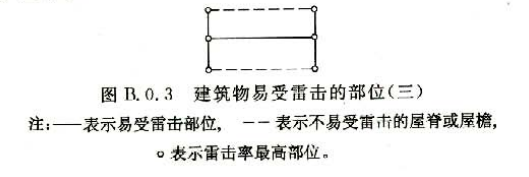 图 B.0.3 建筑物易受雷击的部位(三)
注:——表示易受雷击部位, －－表示不易受雷击的屋脊或屋檐,
○表示雷击率最高部位。